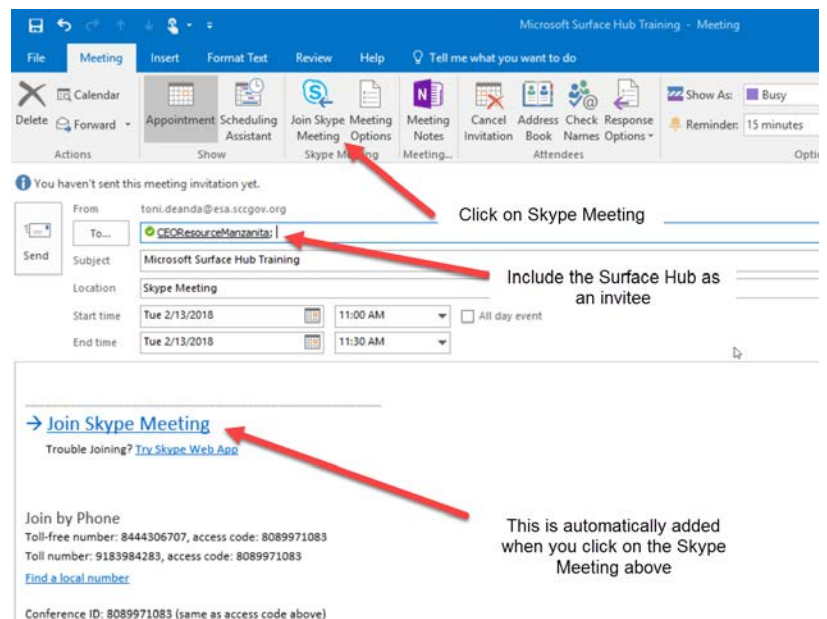 Microsoft Surface Hub Training - Meeting
File Meeting Insert Format Text Review Help Tell me what you want to do
Delete
Calendar
Forward
Actions
Appointment
Scheduling
Assistant
Show
Join Skype
Meeting
Meeting
Options
Skype Meeting
Meeting
Notes
Meeting...
Cancel
Invitation
Address
Book
Check
Names
Response
Options
Attendees
Show As: Busy
Reminder: 15 minutes
Opti
You haven't sent this meeting invitation yet.
Send
From toni.deanda@esa.sccgov.org
To... CEOResourceManzanita;
Subject Microsoft Surface Hub Training
Location Skype Meeting
Start time Tue 2/13/2018 11:00 AM All day event
End time Tue 2/13/2018 11:30 AM
Click on Skype Meeting
Include the Surface Hub as
an invitee
→ Join Skype Meeting
Trouble Joining? Try Skype Web App
Join by Phone
Toll-free number: 8444306707, access code: 8089971083
Toll number: 9183984283, access code: 8089971083
Find a local number
Conference ID: 8089971083 (same as access code above)
This is automatically added
when you click on the Skype
Meeting above